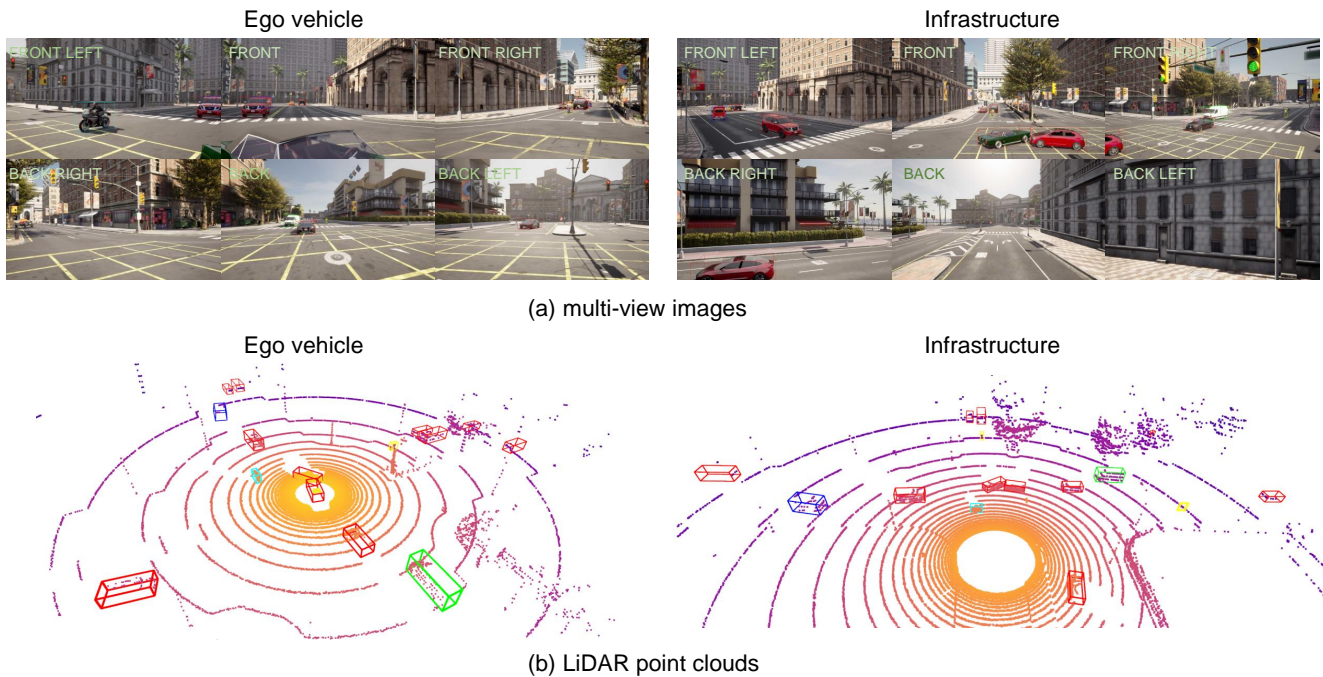 Ego vehicle
Infrastructure
FRONT LEFT
FRONT
FRONT RIGHT
FRONT LEFT
FRONT
FRONT RIGHT
BACK RIGHT
BACK
BACK LEFT
BACK RIGHT
BACK
BACK LEFT
(a) multi-view images
Ego vehicle
Infrastructure
(b) LiDAR point clouds